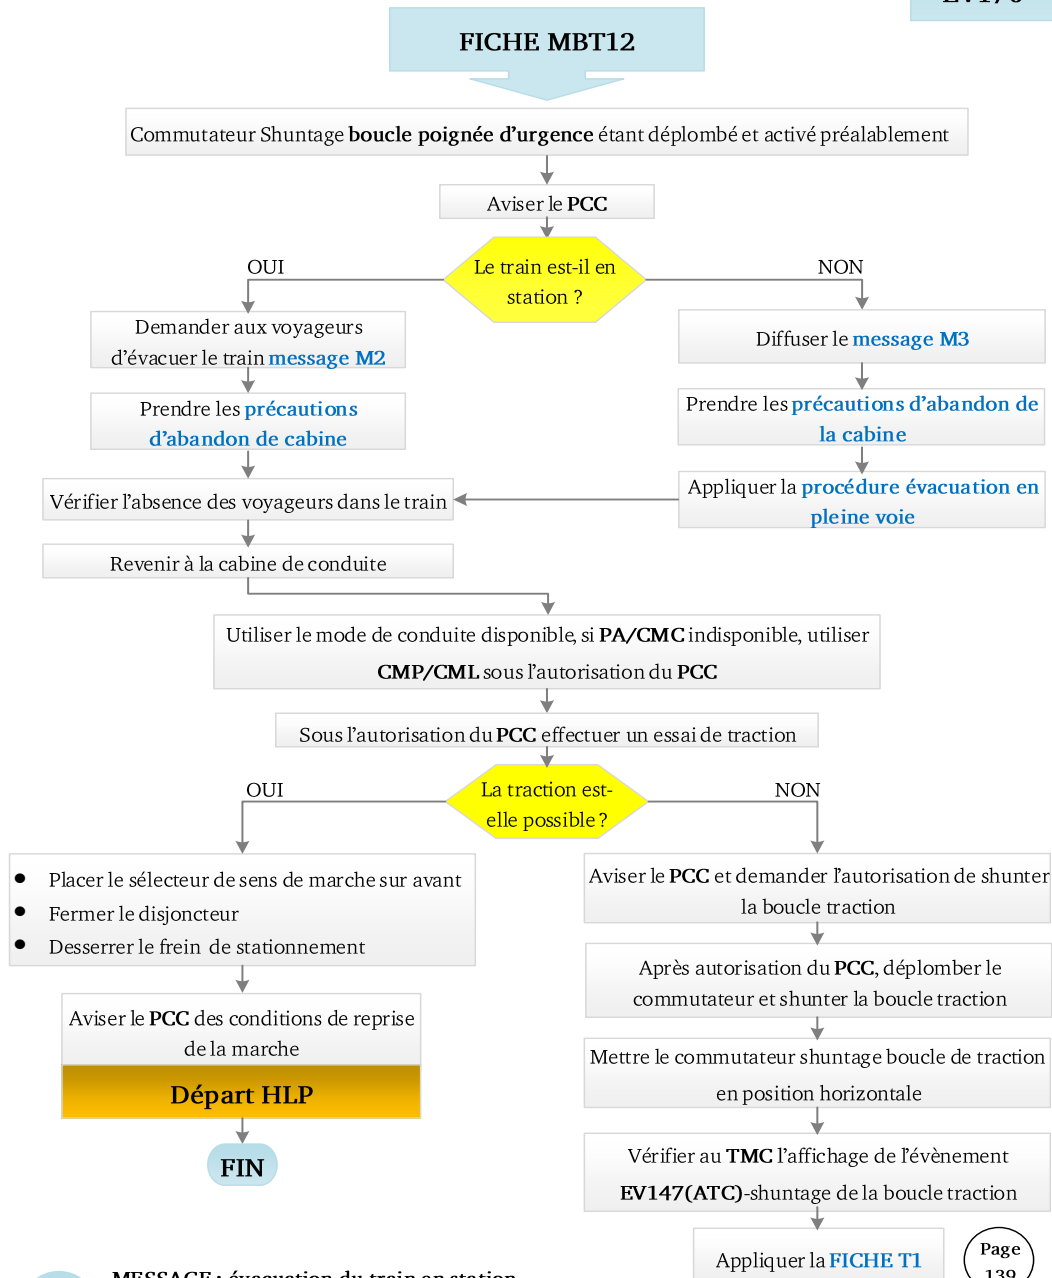 FICHE MBT12
Commutateur Shuntage boucle poignée d’urgence étant déplombé et activé préalablement
Aviser le PCC
Le train est-il en
station ?
OUI
NON
Demander aux voyageurs
d’évacuer le train message M2
Prendre les précautions
d’abandon de cabine
Diffuser le message M3
Prendre les précautions d’abandon de
la cabine
Appliquer la procédure évacuation en
pleine voie
Vérifier l’absence des voyageurs dans le train
Revenir à la cabine de conduite
Utiliser le mode de conduite disponible, si PA/CMC indisponible, utiliser
CMP/CML sous l’autorisation du PCC
Sous l’autorisation du PCC effectuer un essai de traction
La traction est-
elle possible ?
OUI
NON
• Placer le sélecteur de sens de marche sur avant
• Fermer le disjoncteur
• Desserrer le frein de stationnement
Aviser le PCC des conditions de reprise
de la marche
Départ HLP
FIN
Aviser le PCC et demander l’autorisation de shunter
la boucle traction
Après autorisation du PCC, déplomber le
commutateur et shunter la boucle traction
Mettre le commutateur shuntage boucle de traction
en position horizontale
Vérifier au TMC l’affichage de l’évènement
EV147(ATC)-shuntage de la boucle traction
Appliquer la FICHE T1
Page
139
MESSAGE : évacuation du train en station